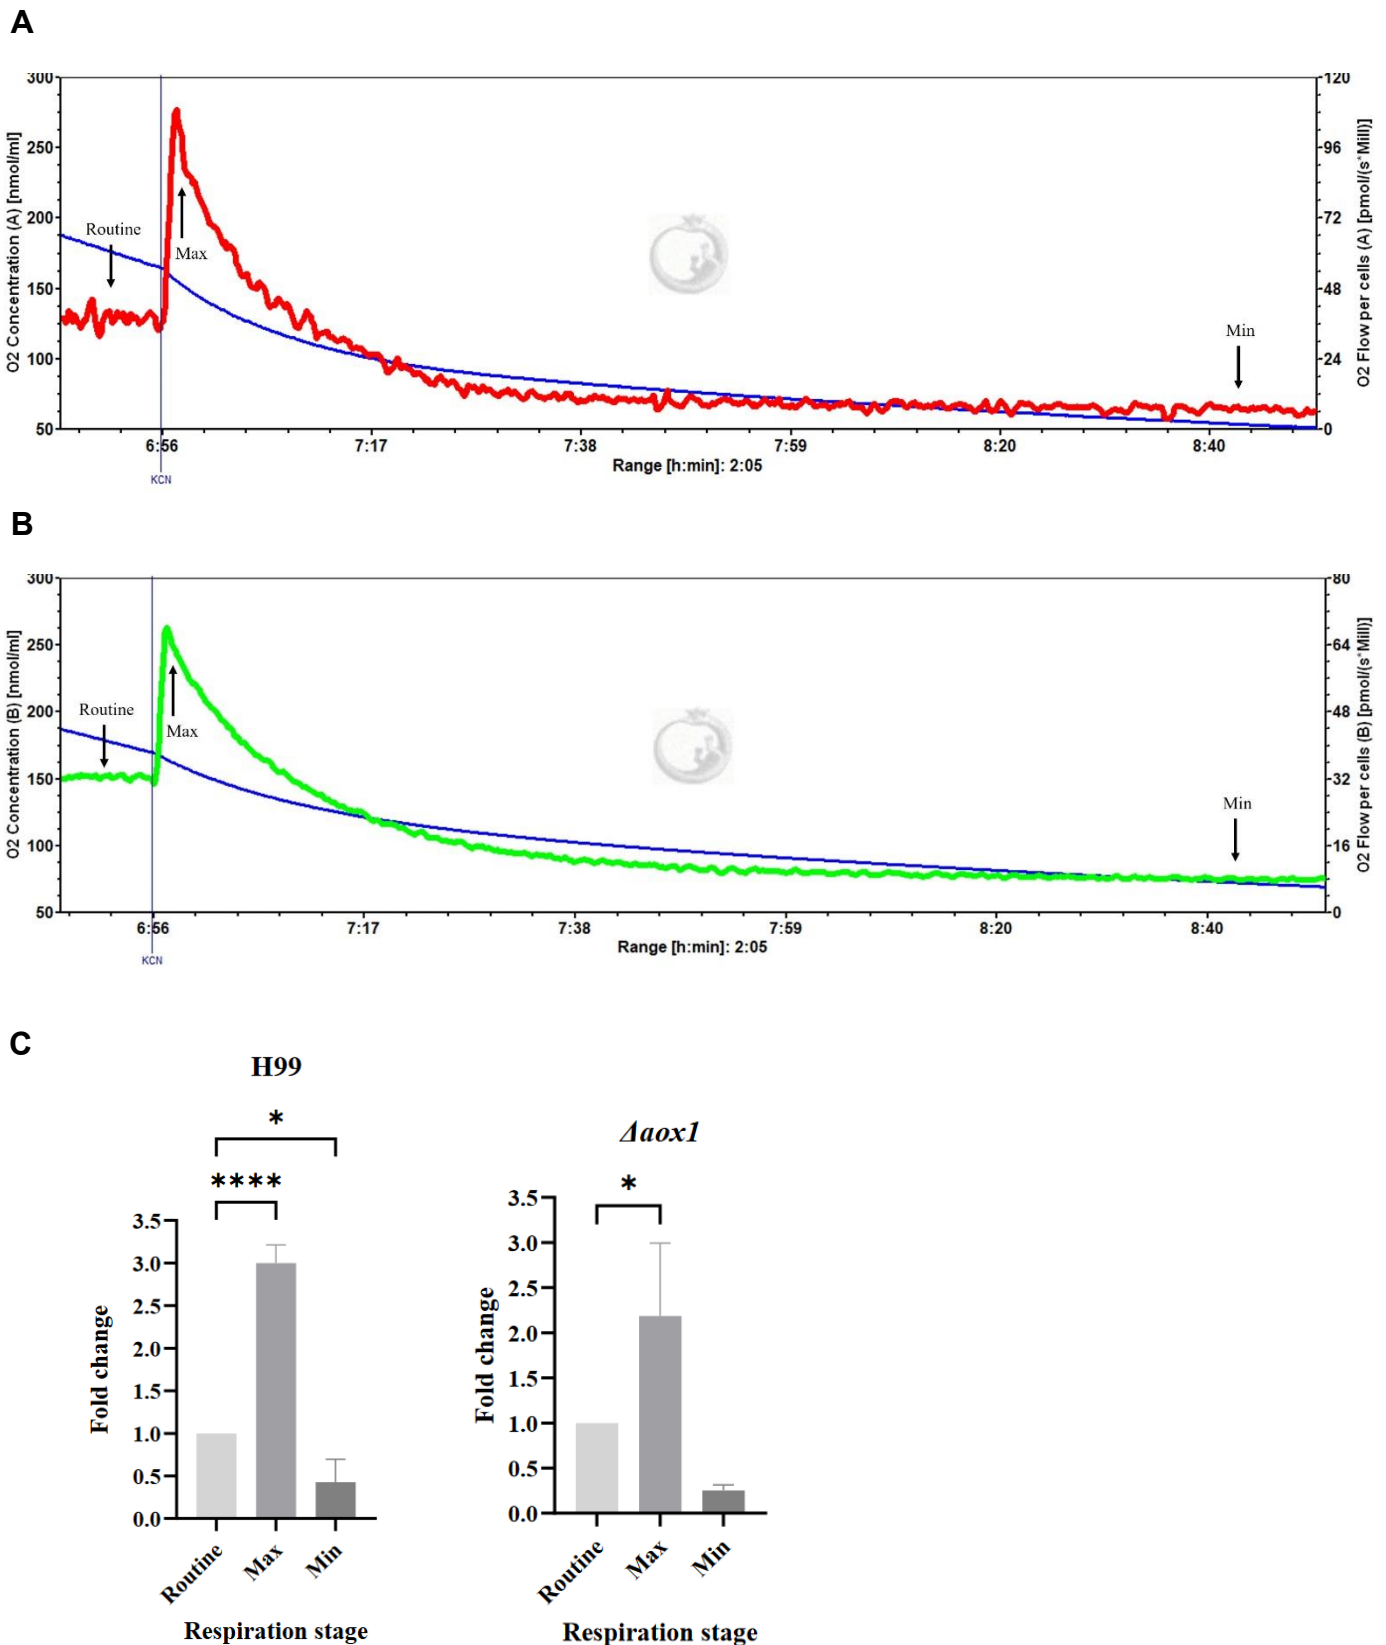 A
300
250
200
150
100
50
O2 Concentration (A) [nmol/ml]
120
96
72
48
24
0
O2 Flow per cells (A) [pmol/(s*Mill)]
Routine
Max
Min
6:56
7:17
7:38
7:59
8:20
8:40
KCN
Range [h:min]: 2:05
B
300
250
200
150
100
50
O2 Concentration (B) [nmol/ml]
80
64
48
32
16
0
O2 Flow per cells (B) [pmol/(s*Mill)]
Routine
Max
Min
6:56
7:17
7:38
7:59
8:20
8:40
KCN
Range [h:min]: 2:05
C
H99
*
****
3.5
3.0
2.5
2.0
1.5
1.0
0.5
0.0
Fold change
Routine
Max
Min
Respiration stage
Δaox1
*
3.5
3.0
2.5
2.0
1.5
1.0
0.5
0.0
Fold change
Routine
Max
Min
Respiration stage